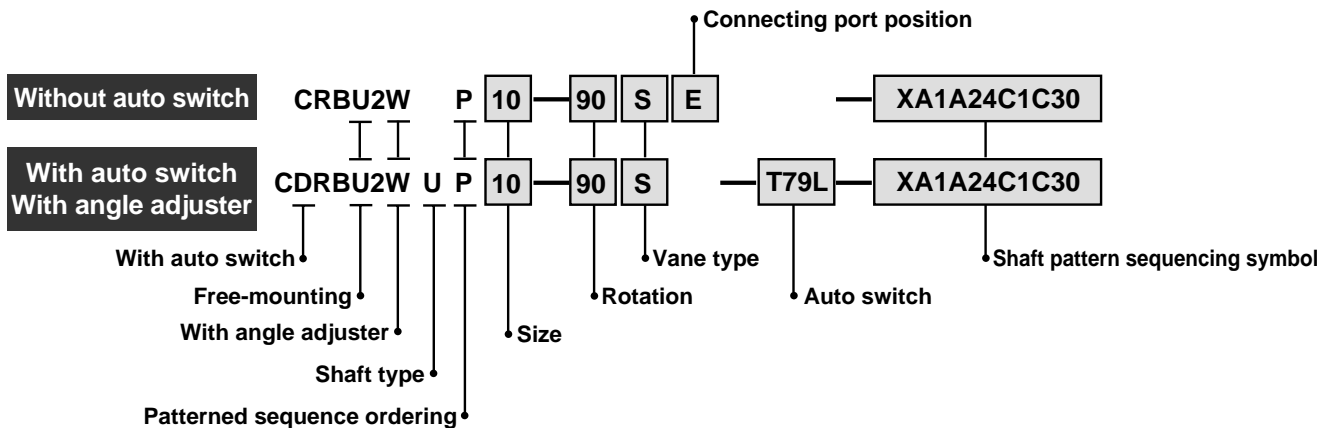 Connecting port position
Without auto switch CRBU2W P 10 — 90 S E — XA1A24C1C30
With auto switch
With angle adjuster
CDRBU2W U P 10 — 90 S — T79L — XA1A24C1C30
With auto switch Vane type Shaft pattern sequencing symbol
Free-mounting Rotation Auto switch
With angle adjuster Size
Shaft type
Patterned sequence ordering